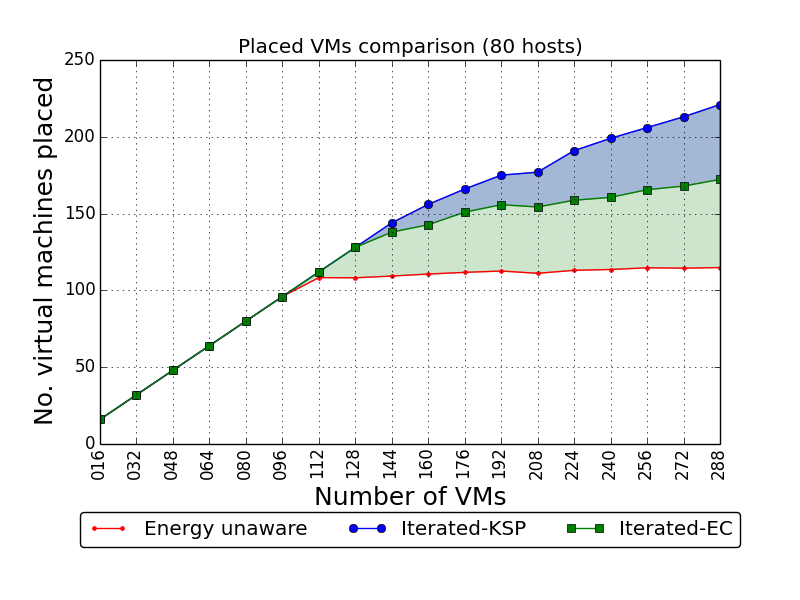 Placed VMs comparison (80 hosts)
No. virtual machines placed
250
200
150
100
50
0
016 032 048 064 080 096 112 128 144 160 176 192 208 224 240 256 272 288
Number of VMs
Energy unaware Iterated-KSP Iterated-EC